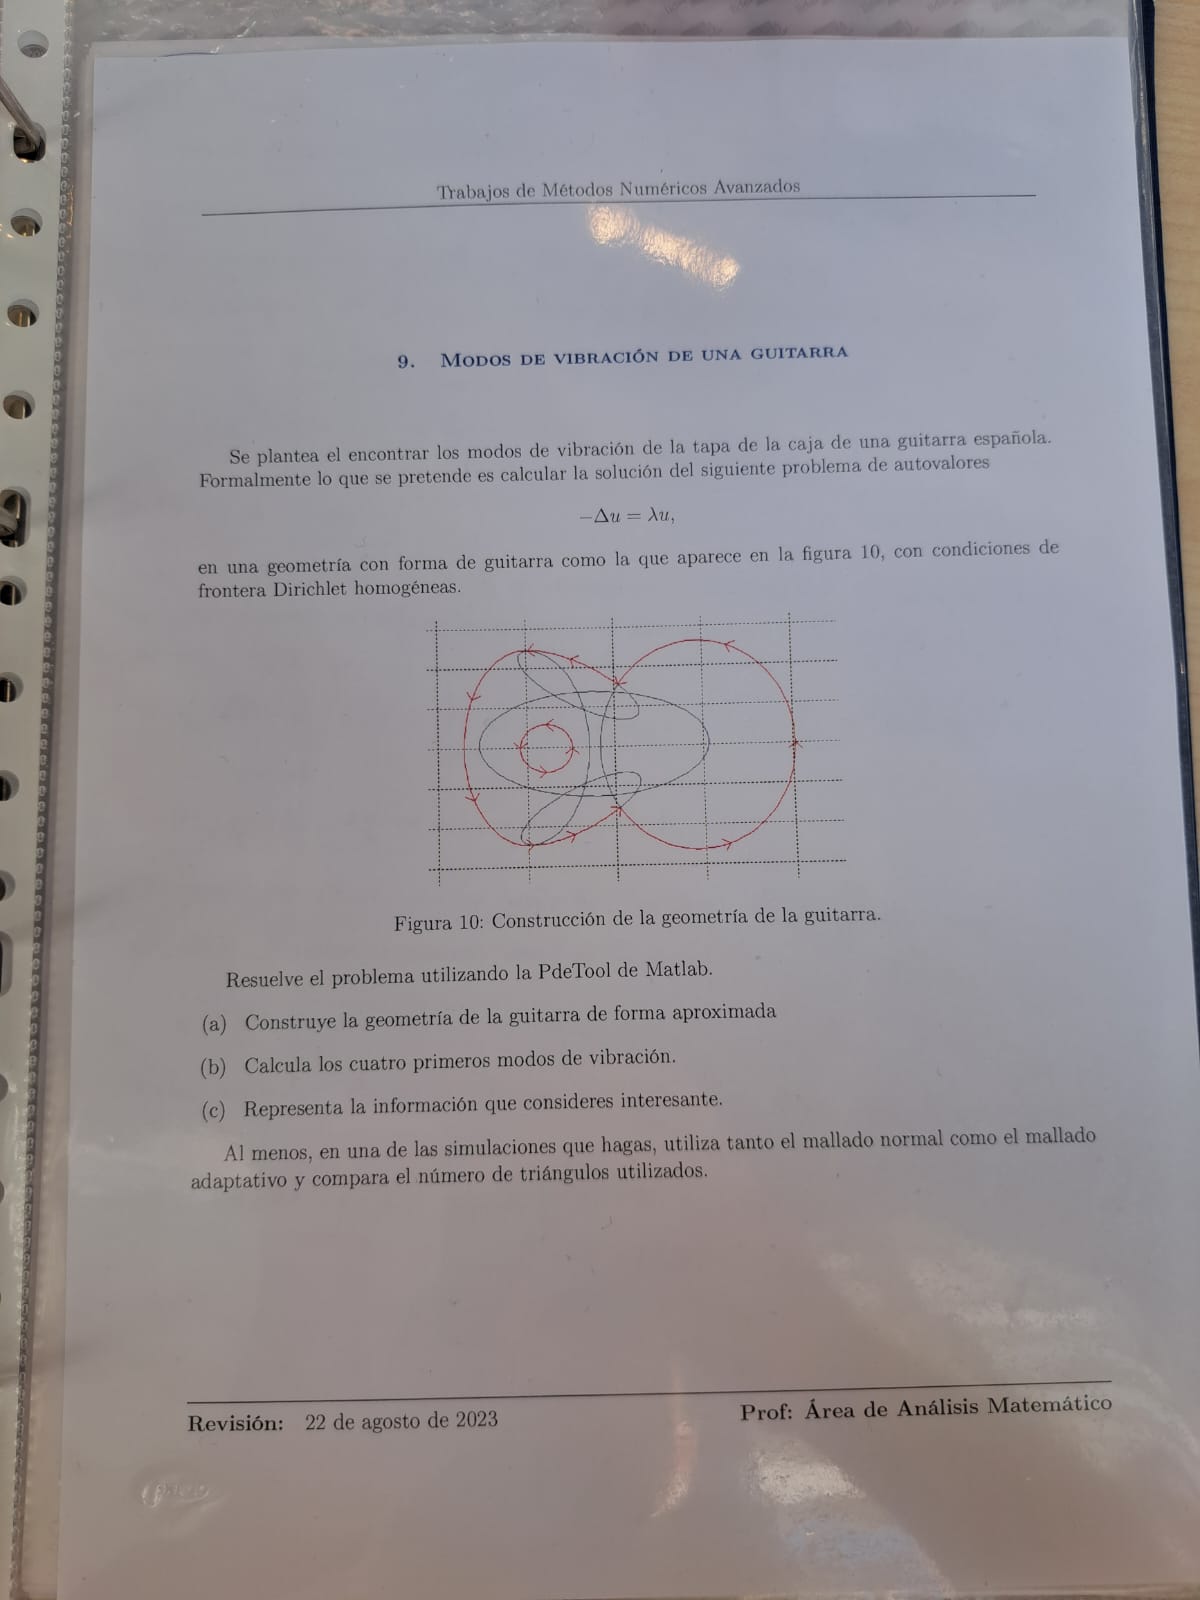 Trabajos de Métodos Numéricos Avanzados
9. Modos de vibración de una guitarra
Se plantea el encontrar los modos de vibración de la tapa de la caja de una guitarra española.
Formalmente lo que se pretende es calcular la solución del siguiente problema de autovalores
−Δu = λu,
en una geometría con forma de guitarra como la que aparece en la figura 10, con condiciones de
frontera Dirichlet homogéneas.
Figura 10: Construcción de la geometría de la guitarra.
Resuelve el problema utilizando la PdeTool de Matlab.
(a) Construye la geometría de la guitarra de forma aproximada
(b) Calcula los cuatro primeros modos de vibración.
(c) Representa la información que consideres interesante.
Al menos, en una de las simulaciones que hagas, utiliza tanto el mallado normal como el mallado
adaptativo y compara el número de triángulos utilizados.
Revisión: 22 de agosto de 2023
Prof: Área de Análisis Matemático